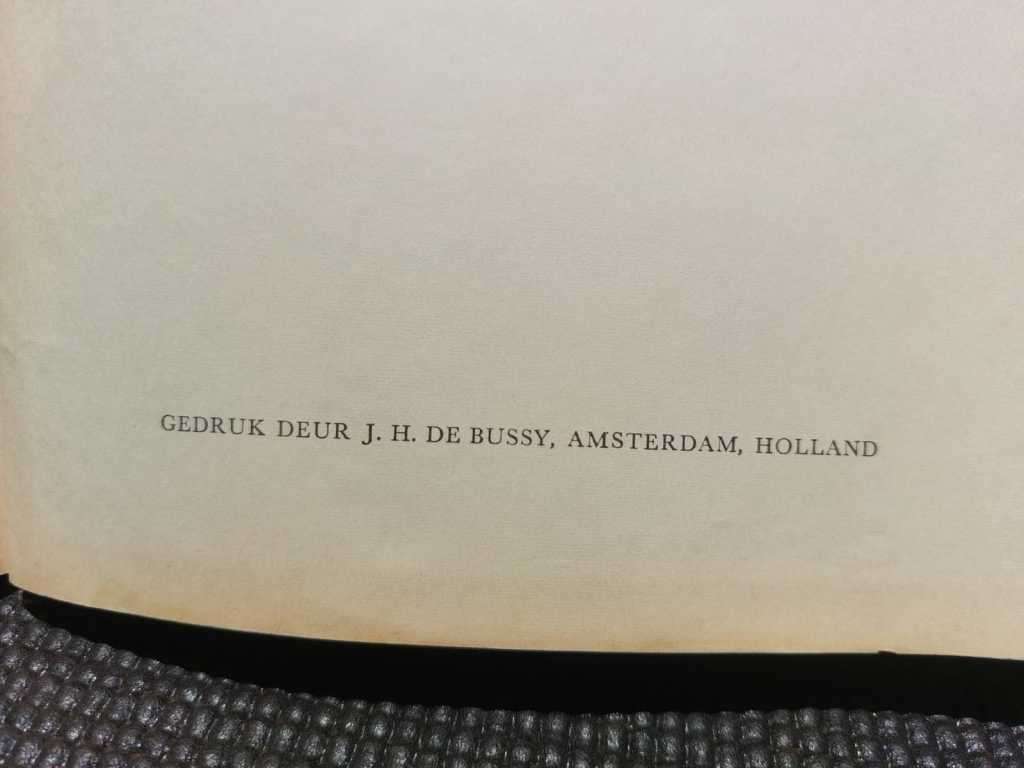 GEDRUK DEUR J. H. DE BUSSY, AMSTERDAM, HOLLAND